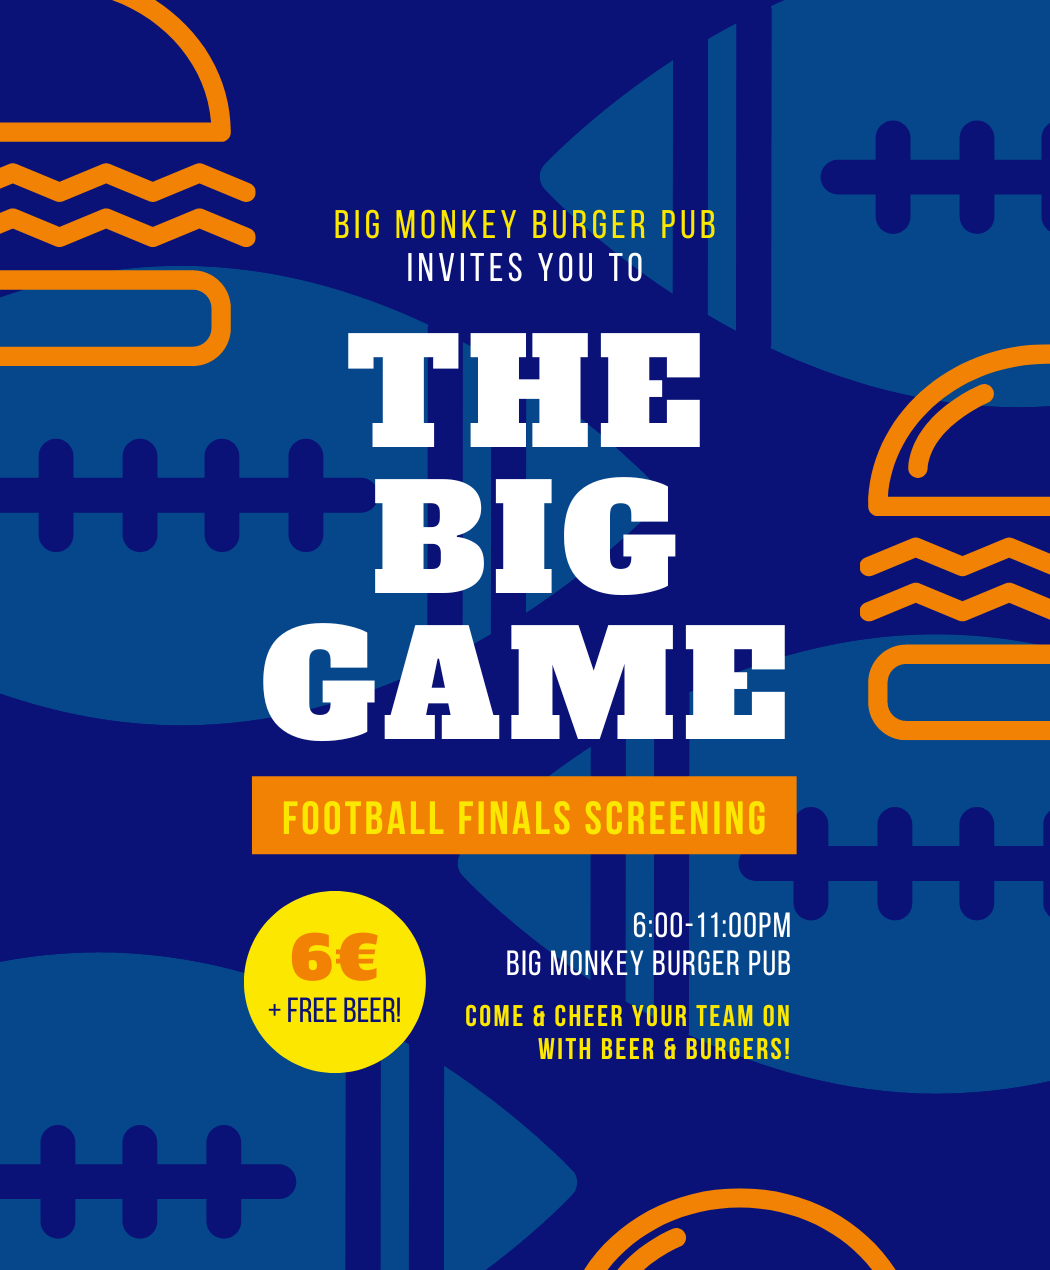 BIG MONKEY BURGER PUB
INVITES YOU TO
THE
BIG
GAME
FOOTBALL FINALS SCREENING
6€
+ FREE BEER!
6:00-11:00PM
BIG MONKEY BURGER PUB
COME & CHEER YOUR TEAM ON
WITH BEER & BURGERS!